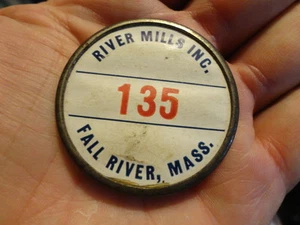 RIVER MILLS INC.
135
FALL RIVER, MASS.